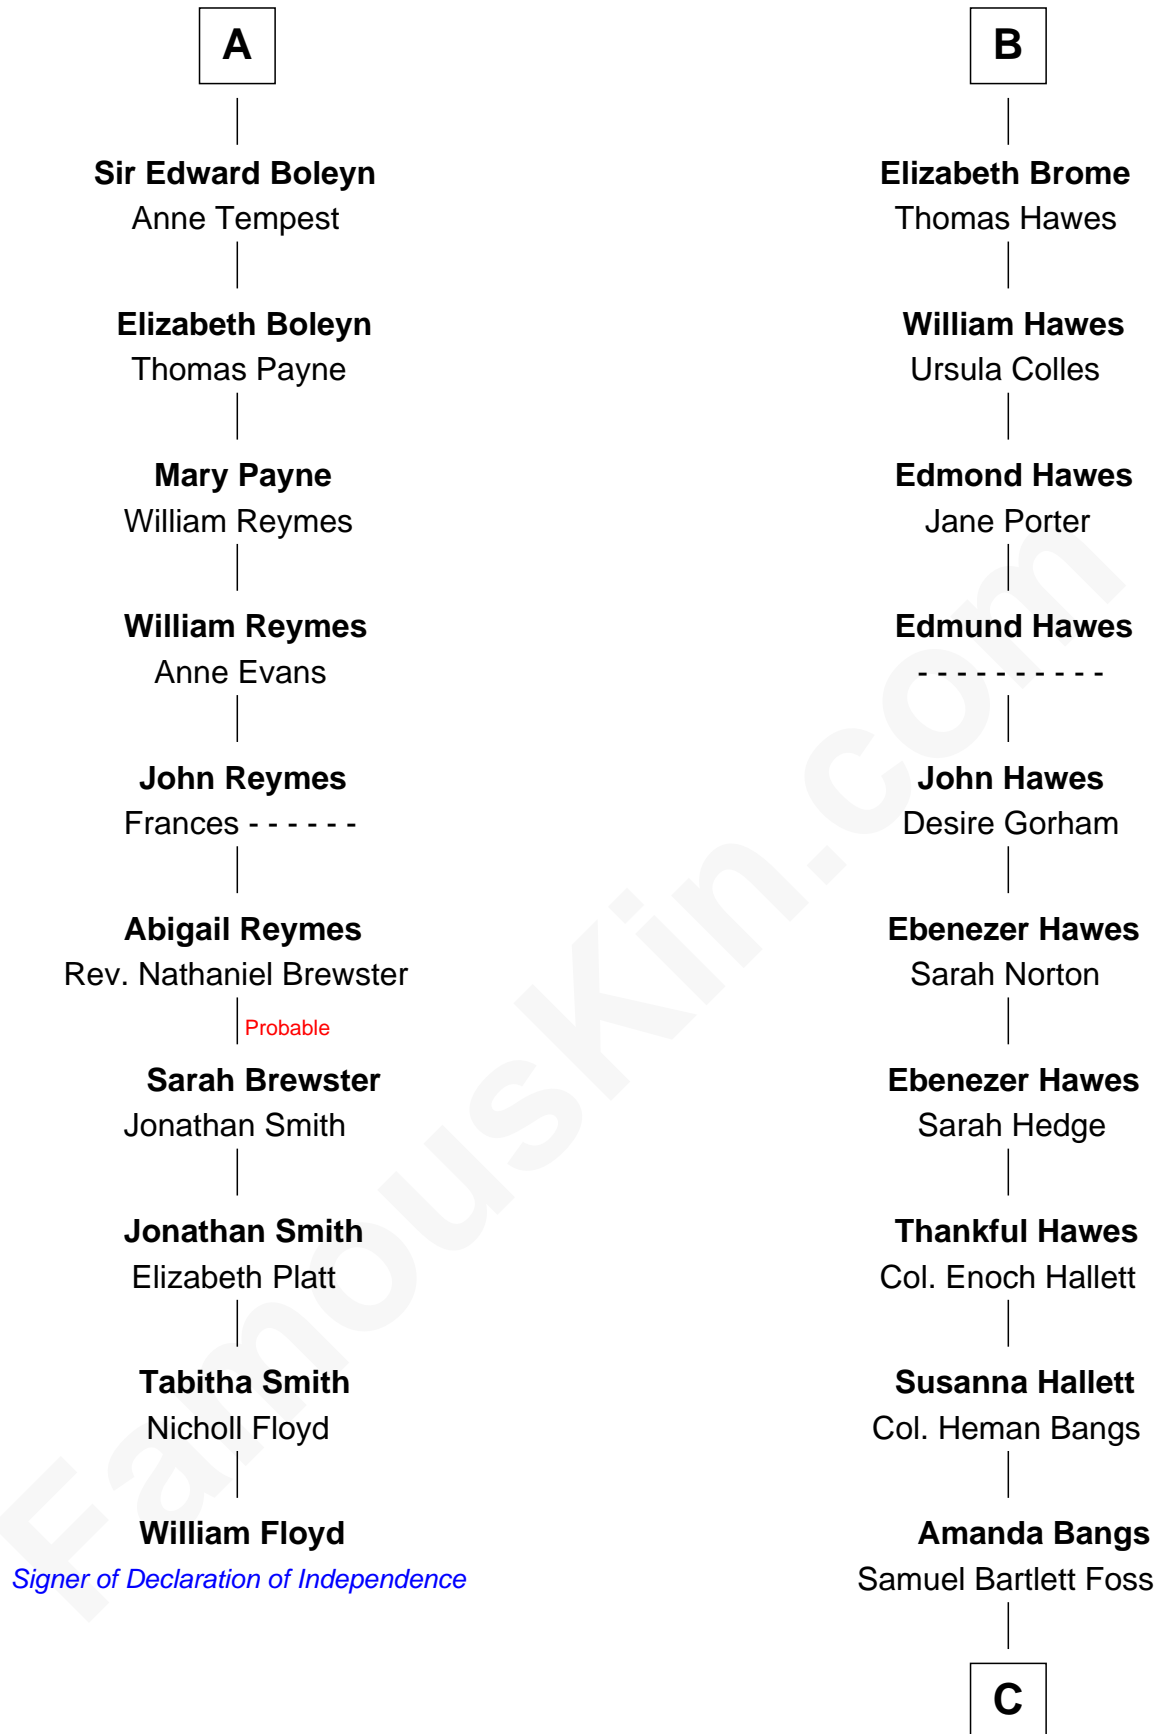 A
Sir Edward Boleyn
Anne Tempest
Elizabeth Boleyn
Thomas Payne
Mary Payne
William Reymes
William Reymes
Anne Evans
John Reymes
Frances - - - - - -
Abigail Reymes
Rev. Nathaniel Brewster
Probable
Sarah Brewster
Jonathan Smith
Jonathan Smith
Elizabeth Platt
Tabitha Smith
Nicholl Floyd
William Floyd
Signer of Declaration of Independence
B
Elizabeth Brome
Thomas Hawes
William Hawes
Ursula Colles
Edmond Hawes
Jane Porter
Edmund Hawes
- - - - - - - - - -
John Hawes
Desire Gorham
Ebenezer Hawes
Sarah Norton
Ebenezer Hawes
Sarah Hedge
Thankful Hawes
Col. Enoch Hallett
Susanna Hallett
Col. Heman Bangs
Amanda Bangs
Samuel Bartlett Foss
C
FamousKin.com